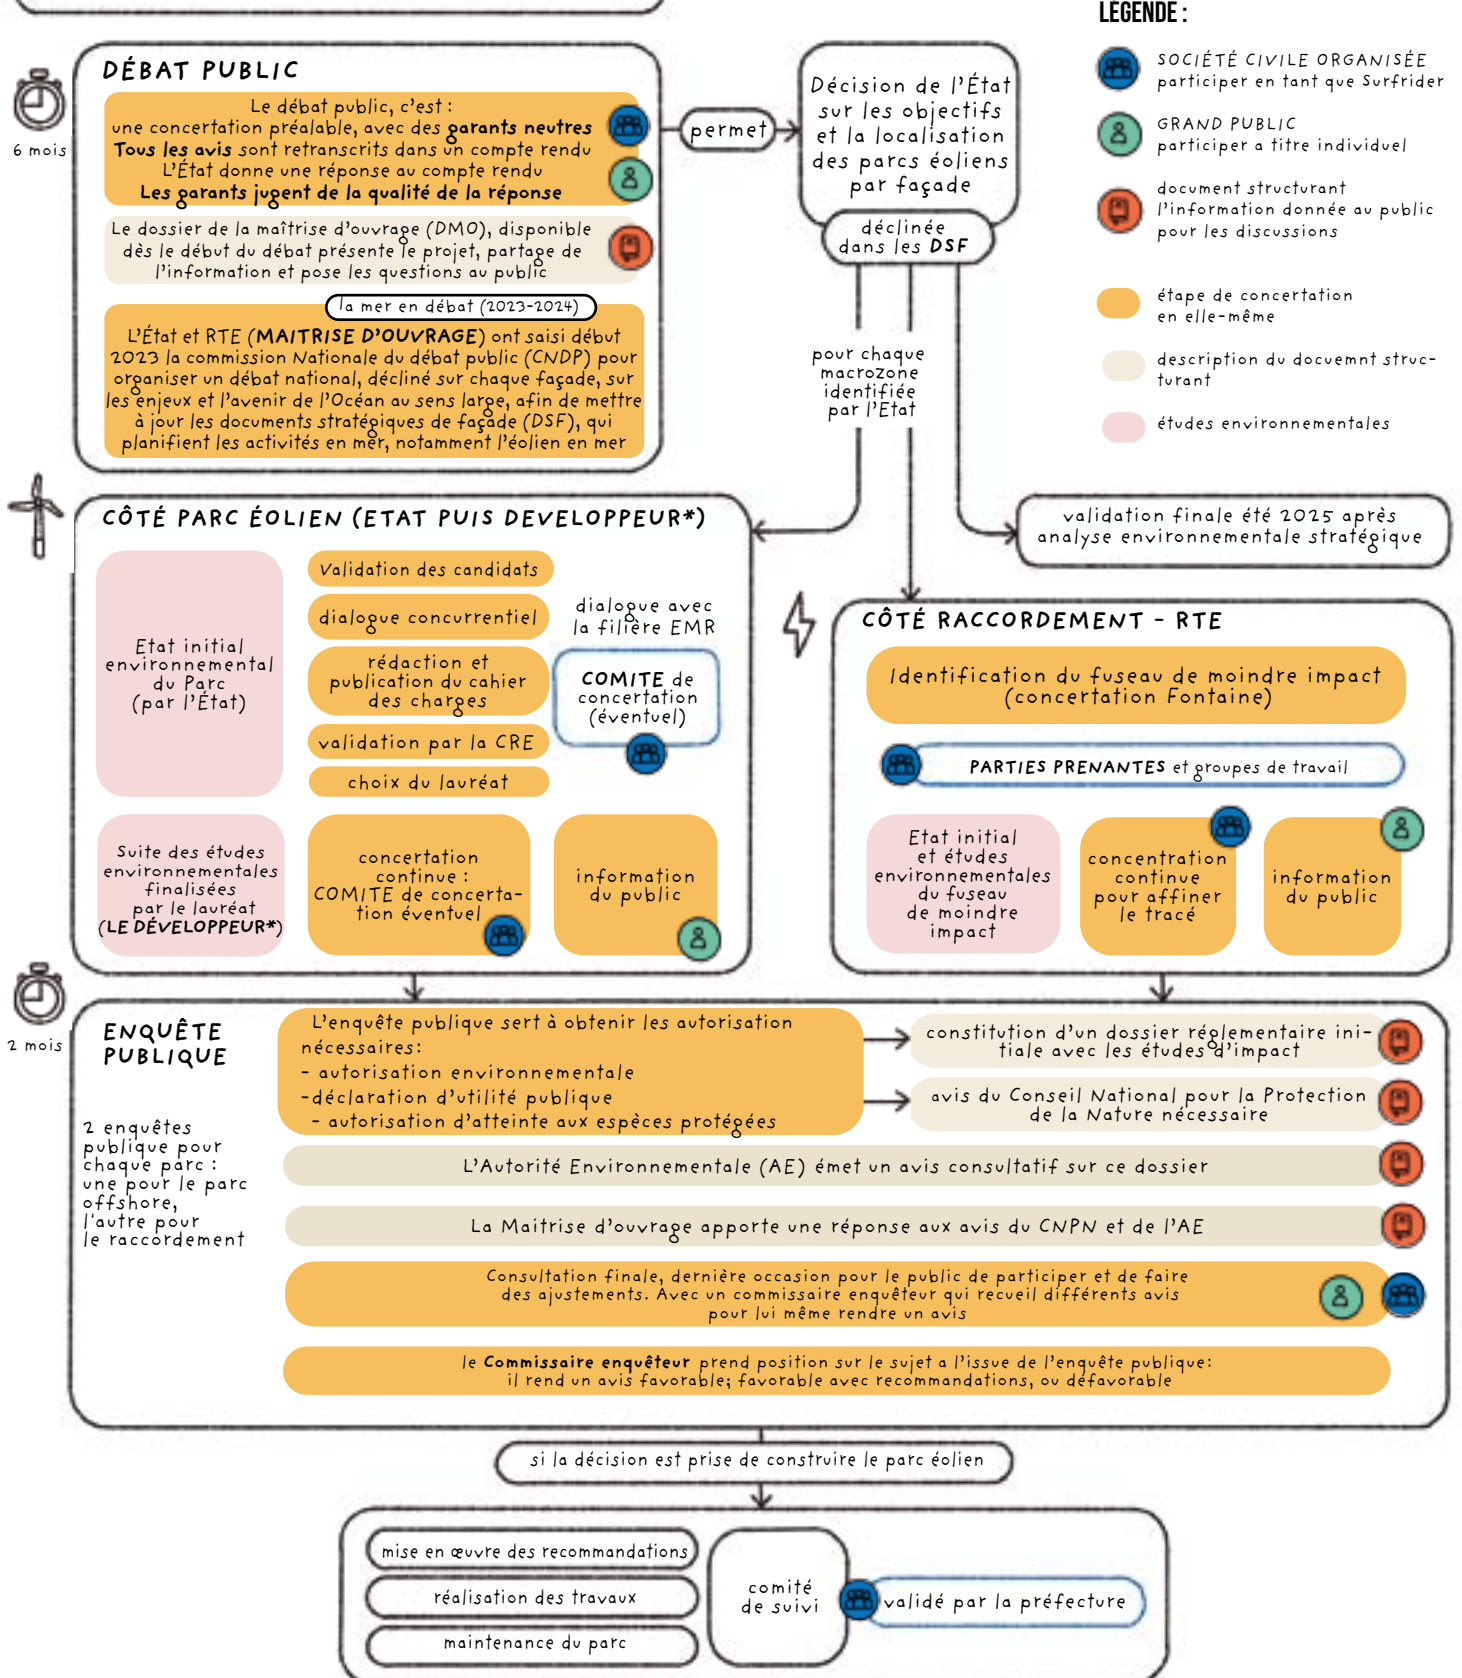 LÉGENDE :
SOCIÉTÉ CIVILE ORGANISÉE
participer en tant que Surfrider
GRAND PUBLIC
participer a titre individuel
document structurant
l'information donnée au public
pour les discussions
étape de concertation
en elle-même
description du docuemnt struc-
turant
études environnementales
6 mois
DÉBAT PUBLIC
Le débat public, c'est :
une concertation préalable, avec des garants neutres
Tous les avis sont retranscrits dans un compte rendu
L'État donne une réponse au compte rendu
Les garants jugent de la qualité de la réponse
Le dossier de la maîtrise d'ouvrage (DMO), disponible
dès le début du débat présente le projet, partage de
l'information et pose les questions au public
la mer en débat (2023-2024)
L'État et RTE (MAITRISE D'OUVRAGE) ont saisi début
2023 la commission Nationale du débat public (CNDP) pour
organiser un débat national, décliné sur chaque façade, sur
les enjeux et l'avenir de l'Océan au sens large, afin de mettre
à jour les documents stratégiques de façade (DSF), qui
planifient les activités en mer, notamment l'éolien en mer
permet
Décision de l'État
sur les objectifs
et la localisation
des parcs éoliens
par façade
déclinée
dans les DSF
pour chaque
macrozone
identifiée
par l'Etat
validation finale été 2025 après
analyse environnementale stratégique
CÔTÉ PARC ÉOLIEN (ETAT PUIS DEVELOPPEUR*)
Etat initial
environnemental
du Parc
(par l'État)
Validation des candidats
dialogue concurrentiel
rédaction et
publication du cahier
des charges
validation par la CRE
choix du lauréat
dialogue avec
la filière EMR
COMITE de
concertation
(éventuel)
Suite des études
environnementales
finalisées
par le lauréat
(LE DÉVELOPPEUR*)
concertation
continue :
COMITE de concerta-
tion éventuel
information
du public
CÔTÉ RACCORDEMENT - RTE
Identification du fuseau de moindre impact
(concertation Fontaine)
PARTIES PRENANTES et groupes de travail
Etat initial
et études
environnementales
du fuseau
de moindre
impact
concentration
continue
pour affiner
le tracé
information
du public
2 mois
ENQUÊTE
PUBLIQUE
2 enquêtes
publique pour
chaque parc :
une pour le parc
offshore,
l'autre pour
le raccordement
L'enquête publique sert à obtenir les autorisation
nécessaires:
- autorisation environnementale
-déclaration d'utilité publique
- autorisation d'atteinte aux espèces protégées
constitution d'un dossier réglementaire ini-
tiale avec les études d'impact
avis du Conseil National pour la Protection
de la Nature nécessaire
L'Autorité Environnementale (AE) émet un avis consultatif sur ce dossier
La Maitrise d'ouvrage apporte une réponse aux avis du CNPN et de l'AE
Consultation finale, dernière occasion pour le public de participer et de faire
des ajustements. Avec un commissaire enquêteur qui recueil différents avis
pour lui même rendre un avis
le Commissaire enquêteur prend position sur le sujet a l'issue de l'enquête publique:
il rend un avis favorable; favorable avec recommandations, ou défavorable
si la décision est prise de construire le parc éolien
mise en œuvre des recommandations
réalisation des travaux
maintenance du parc
comité
de suivi
validé par la préfecture